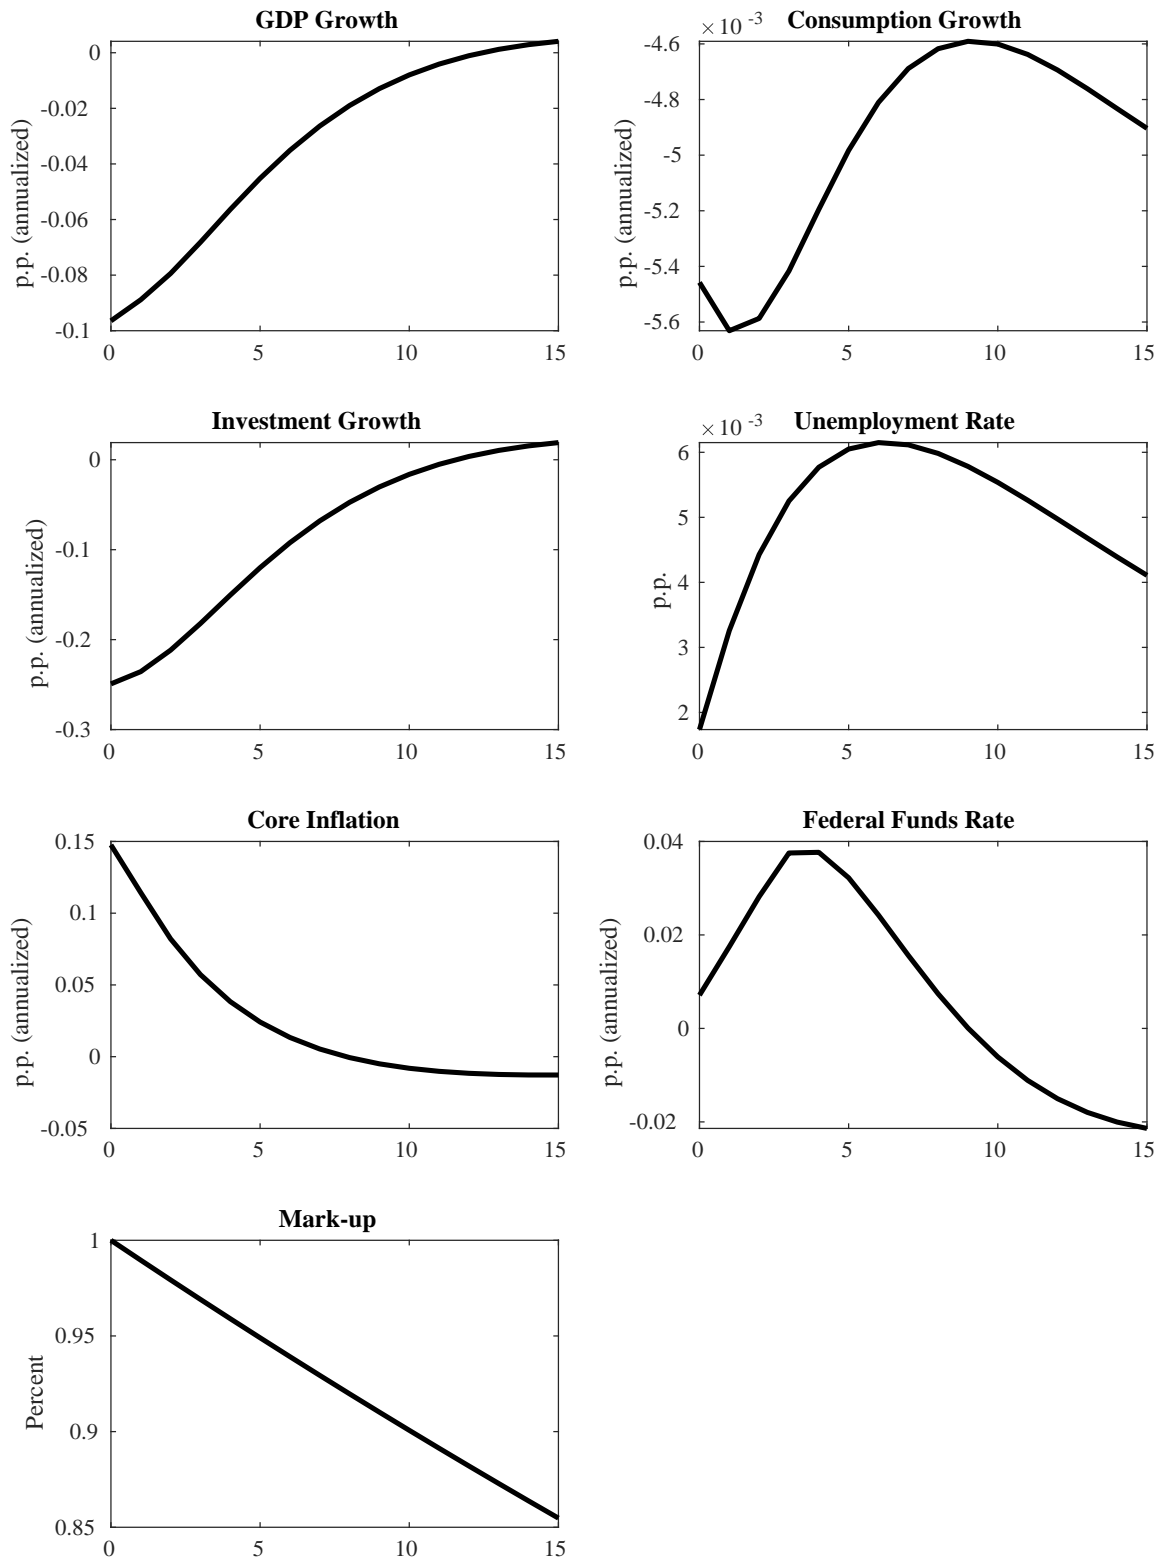 GDP Growth
p.p. (annualized)
0
-0.02
-0.04
-0.06
-0.08
-0.1
0 5 10 15
Consumption Growth
×10 -3
p.p. (annualized)
-4.6
-4.8
-5
-5.2
-5.4
-5.6
0 5 10 15
Investment Growth
p.p. (annualized)
0
-0.1
-0.2
-0.3
0 5 10 15
Unemployment Rate
×10 -3
p.p.
6
5
4
3
2
0 5 10 15
Core Inflation
p.p. (annualized)
0.15
0.1
0.05
0
-0.05
0 5 10 15
Federal Funds Rate
p.p. (annualized)
0.04
0.02
0
-0.02
0 5 10 15
Mark-up
Percent
1
0.95
0.9
0.85
0 5 10 15